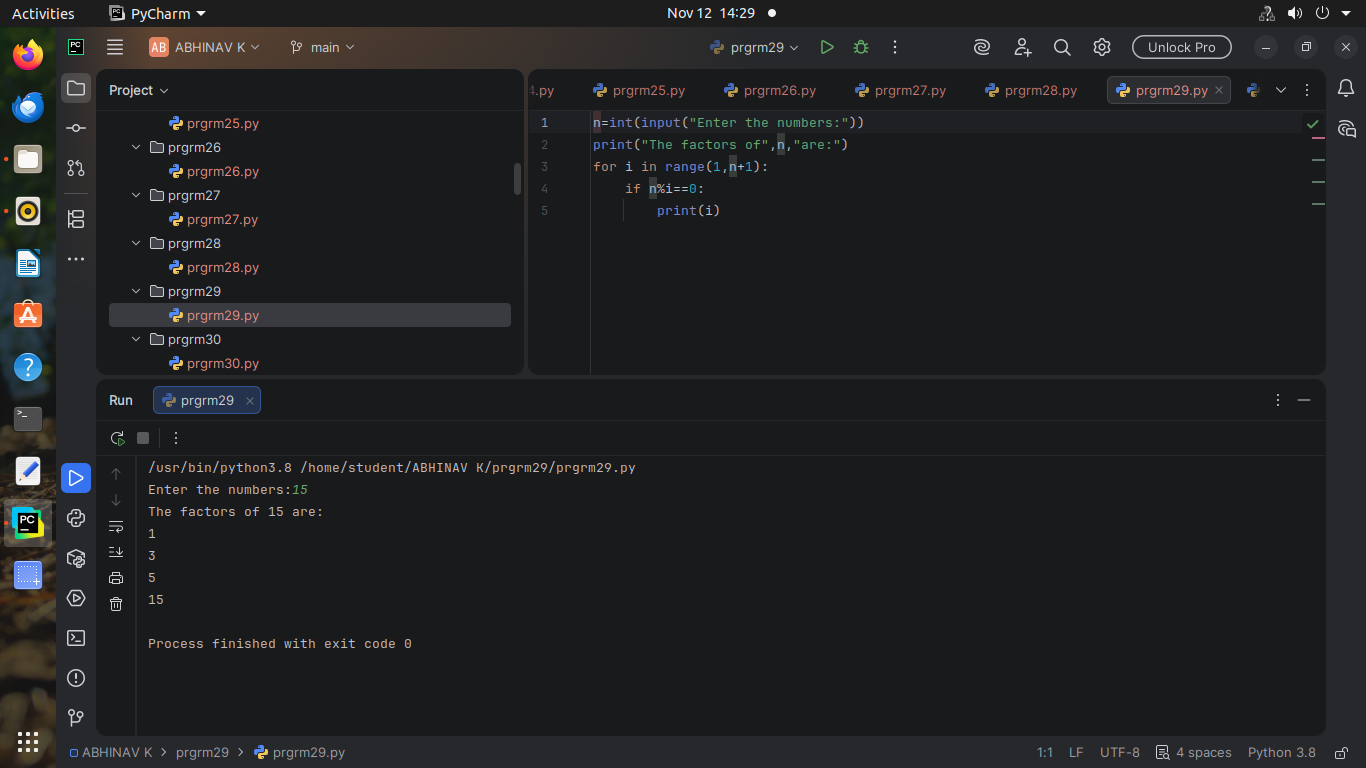 Activities PyCharm Nov 12 14:29
PC AB ABHINAV K main prgrm29 Unlock Pro
Project
prgrm25.py
prgrm26
prgrm26.py
prgrm27
prgrm27.py
prgrm28
prgrm28.py
prgrm29
prgrm29.py
prgrm30
prgrm30.py
4.py prgrm25.py prgrm26.py prgrm27.py prgrm28.py prgrm29.py
1 n=int(input("Enter the numbers:"))
2 print("The factors of",n,"are:")
3 for i in range(1,n+1):
4     if n%i==0:
5         print(i)
Run prgrm29
/usr/bin/python3.8 /home/student/ABHINAV K/prgrm29/prgrm29.py
Enter the numbers:15
The factors of 15 are:
1
3
5
15
Process finished with exit code 0
PC
ABHINAV K > prgrm29 > prgrm29.py 1:1 LF UTF-8 4 spaces Python 3.8